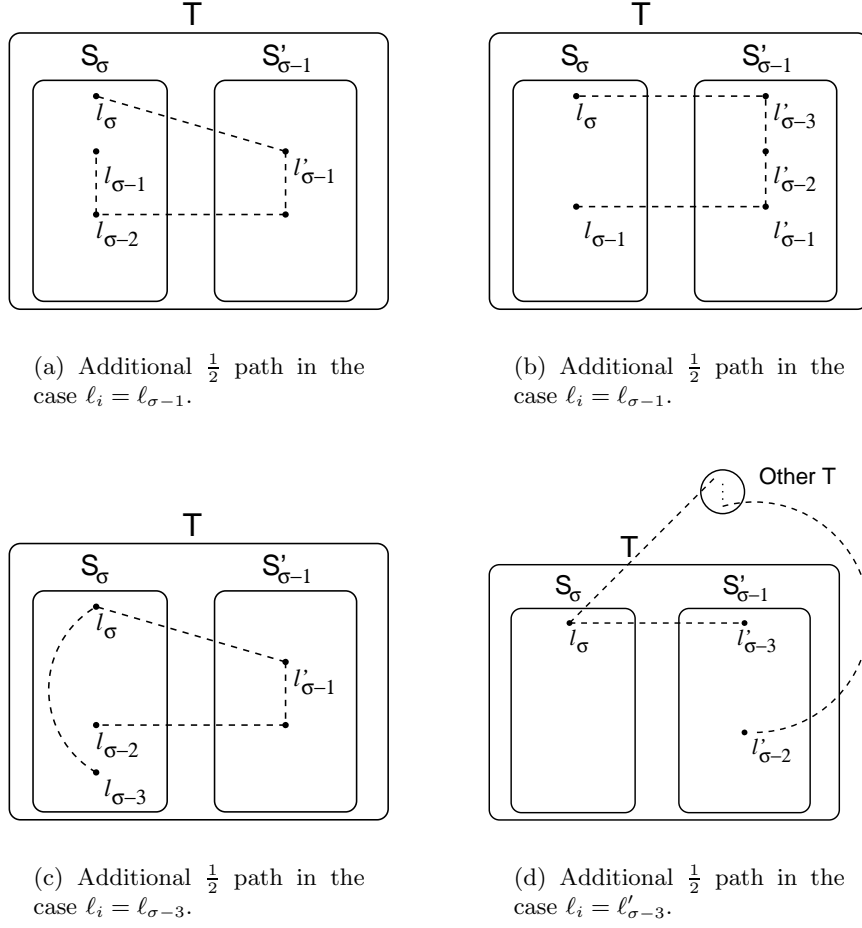 T
S_σ S'_σ−1
l_σ
l_σ−1
l'_σ−1
l_σ−2
(a) Additional 1/2 path in the
case ℓ_i = ℓ_σ−1.
T
S_σ S'_σ−1
l_σ l'_σ−3
l'_σ−2
l_σ−1 l'_σ−1
(b) Additional 1/2 path in the
case ℓ_i = ℓ_σ−1.
T
S_σ S'_σ−1
l_σ
l'_σ−1
l_σ−2
l_σ−3
(c) Additional 1/2 path in the
case ℓ_i = ℓ_σ−3.
Other T
T
S_σ S'_σ−1
l_σ l'_σ−3
l'_σ−2
(d) Additional 1/2 path in the
case ℓ_i = ℓ'_σ−3.